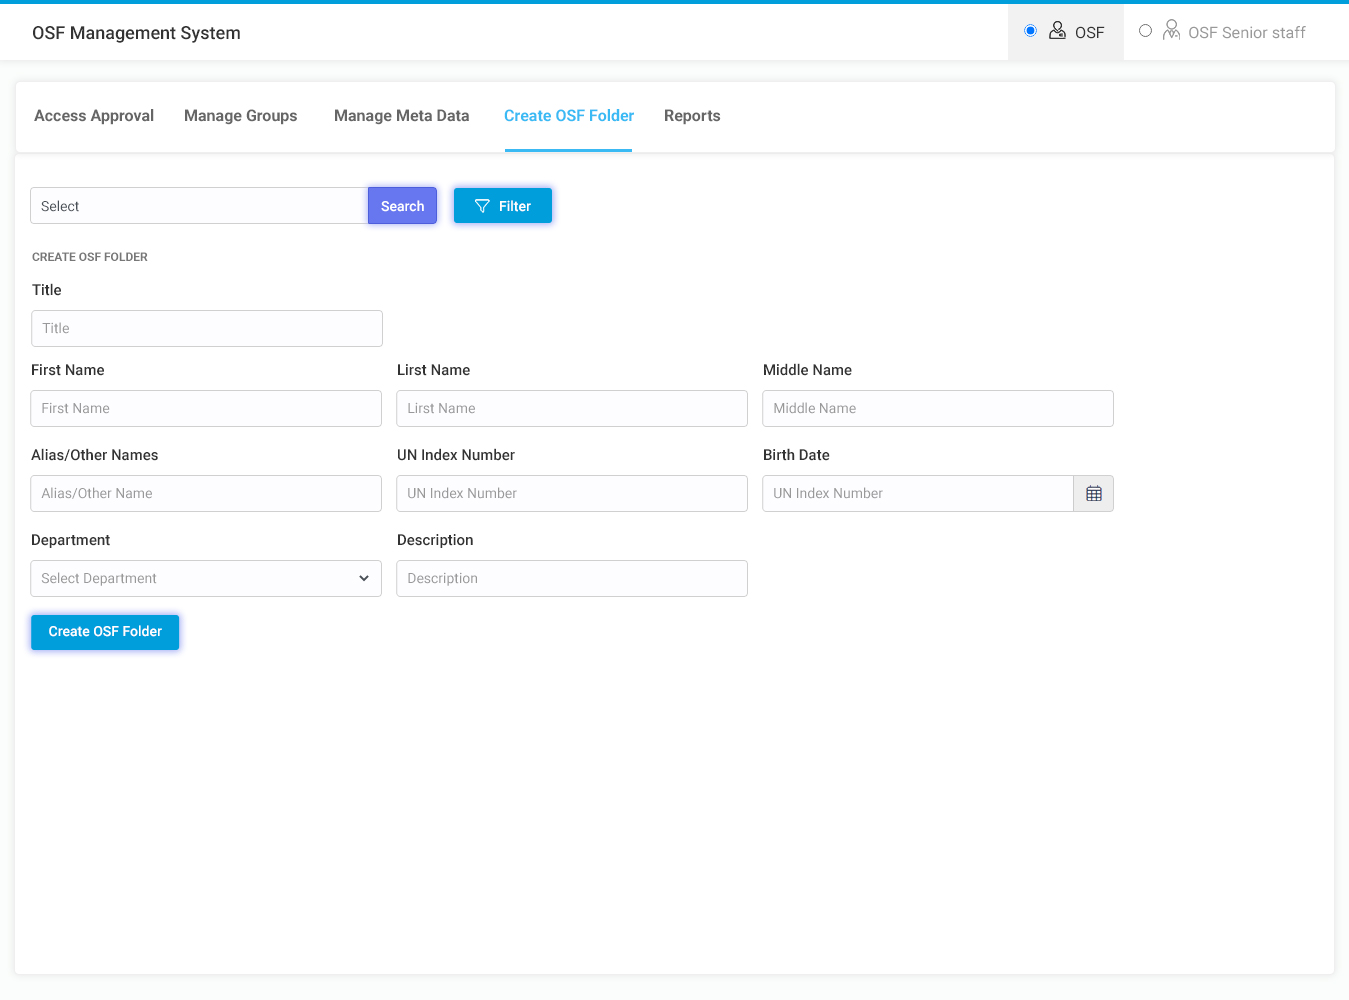 OSF Management System
OSF
OSF Senior staff
Access Approval Manage Groups Manage Meta Data Create OSF Folder Reports
Select Search Filter
CREATE OSF FOLDER
Title
Title
First Name Lirst Name Middle Name
First Name Lirst Name Middle Name
Alias/Other Names UN Index Number Birth Date
Alias/Other Name UN Index Number UN Index Number
Department Description
Select Department Description
Create OSF Folder